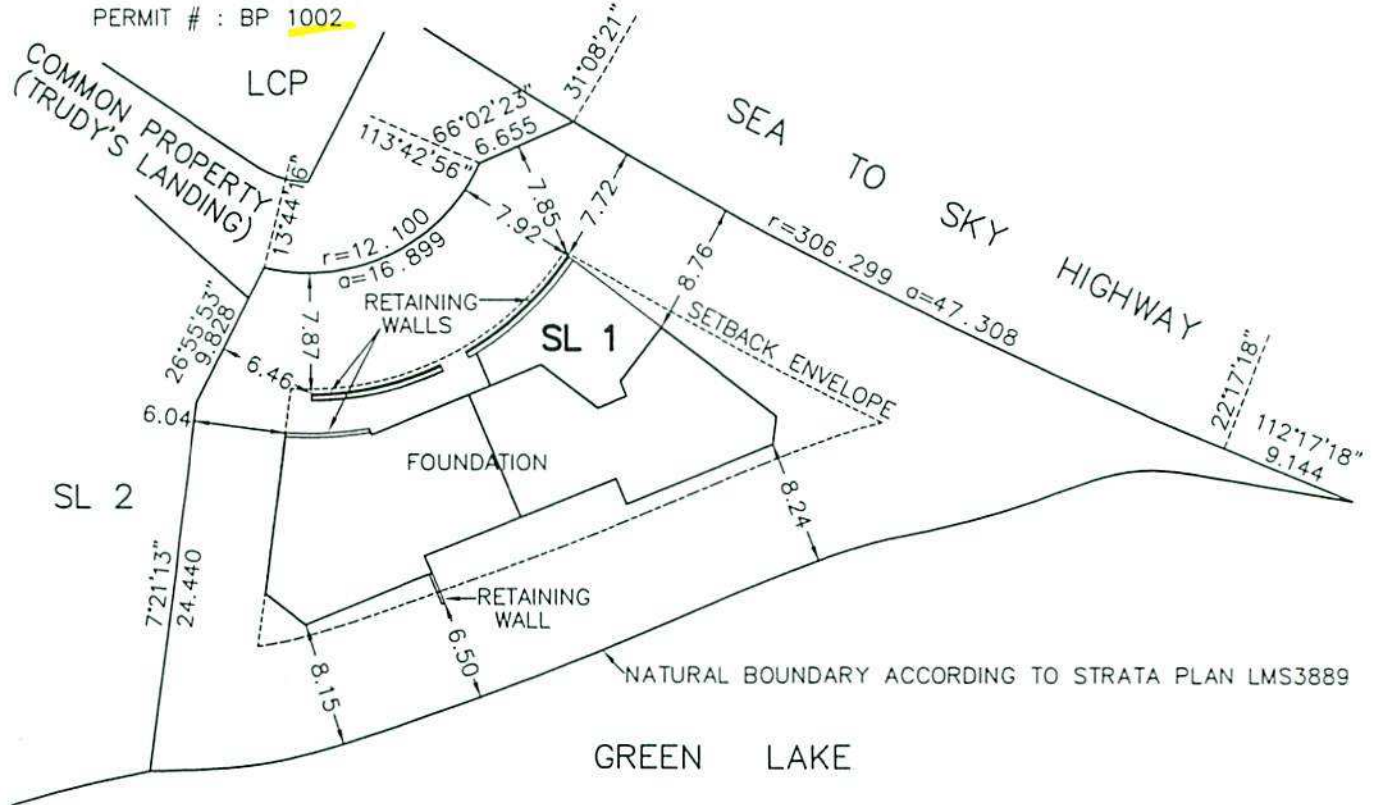 PERMIT # : BP 1002
LCP
COMMON PROPERTY
(TRUDY'S LANDING)
13°44'16"
113°42'56"
66°02'23"
6.655
31°08'21"
SEA TO SKY HIGHWAY
r=306.299 a=47.308
r=12.100
a=16.899
7.92
7.85
7.72
8.76
RETAINING
WALLS
7.87
SL 1
SETBACK ENVELOPE
26°55'53"
9.828
6.46
6.04
22°17'18"
112°17'18"
9.144
FOUNDATION
SL 2
8.24
7°21'13"
24.440
RETAINING
WALL
8.15
6.50
NATURAL BOUNDARY ACCORDING TO STRATA PLAN LMS3889
GREEN LAKE